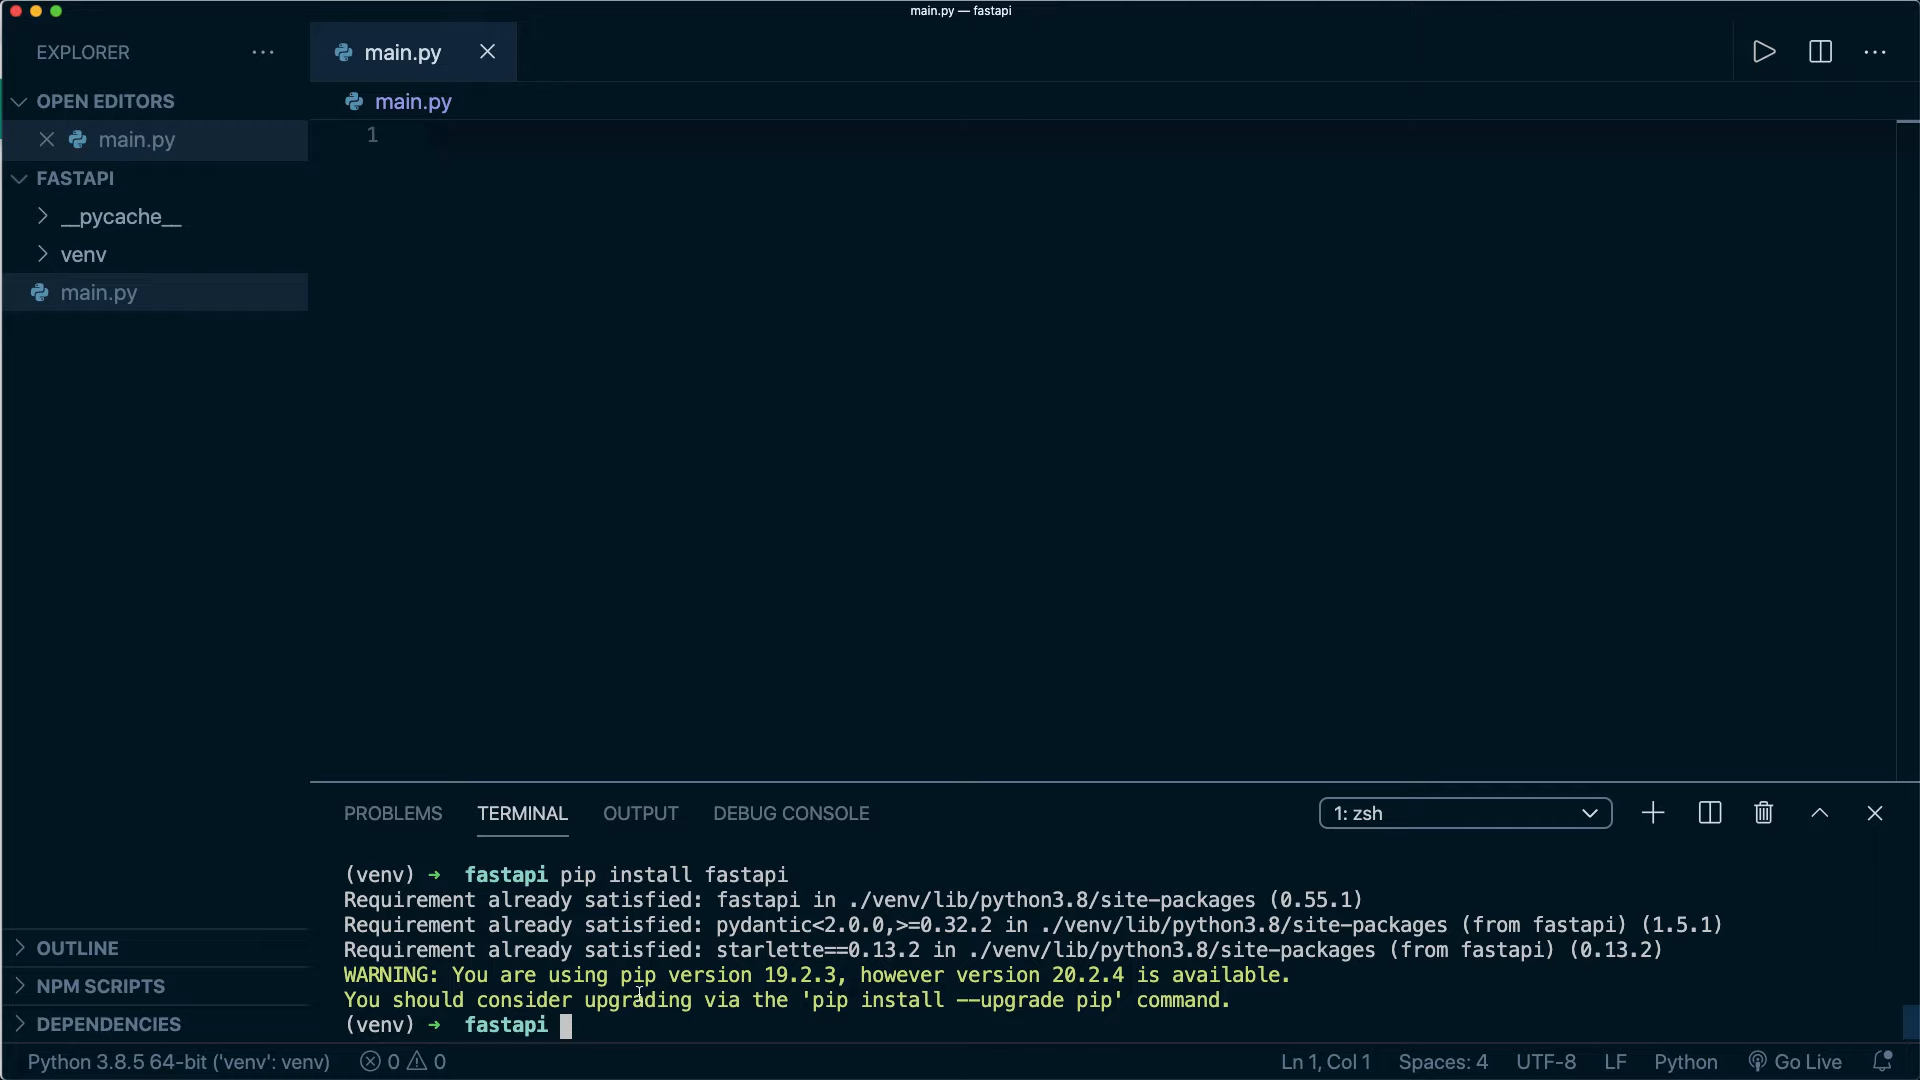 main.py — fastapi
EXPLORER
main.py
OPEN EDITORS
main.py
main.py
1
FASTAPI
__pycache__
venv
main.py
OUTLINE
NPM SCRIPTS
DEPENDENCIES
PROBLEMS
TERMINAL
OUTPUT
DEBUG CONSOLE
1: zsh
(venv) → fastapi pip install fastapi
Requirement already satisfied: fastapi in ./venv/lib/python3.8/site-packages (0.55.1)
Requirement already satisfied: pydantic<2.0.0,>=0.32.2 in ./venv/lib/python3.8/site-packages (from fastapi) (1.5.1)
Requirement already satisfied: starlette==0.13.2 in ./venv/lib/python3.8/site-packages (from fastapi) (0.13.2)
WARNING: You are using pip version 19.2.3, however version 20.2.4 is available.
You should consider upgrading via the 'pip install --upgrade pip' command.
(venv) → fastapi
Python 3.8.5 64-bit ('venv': venv)
0
0
Ln 1, Col 1
Spaces: 4
UTF-8
LF
Python
Go Live